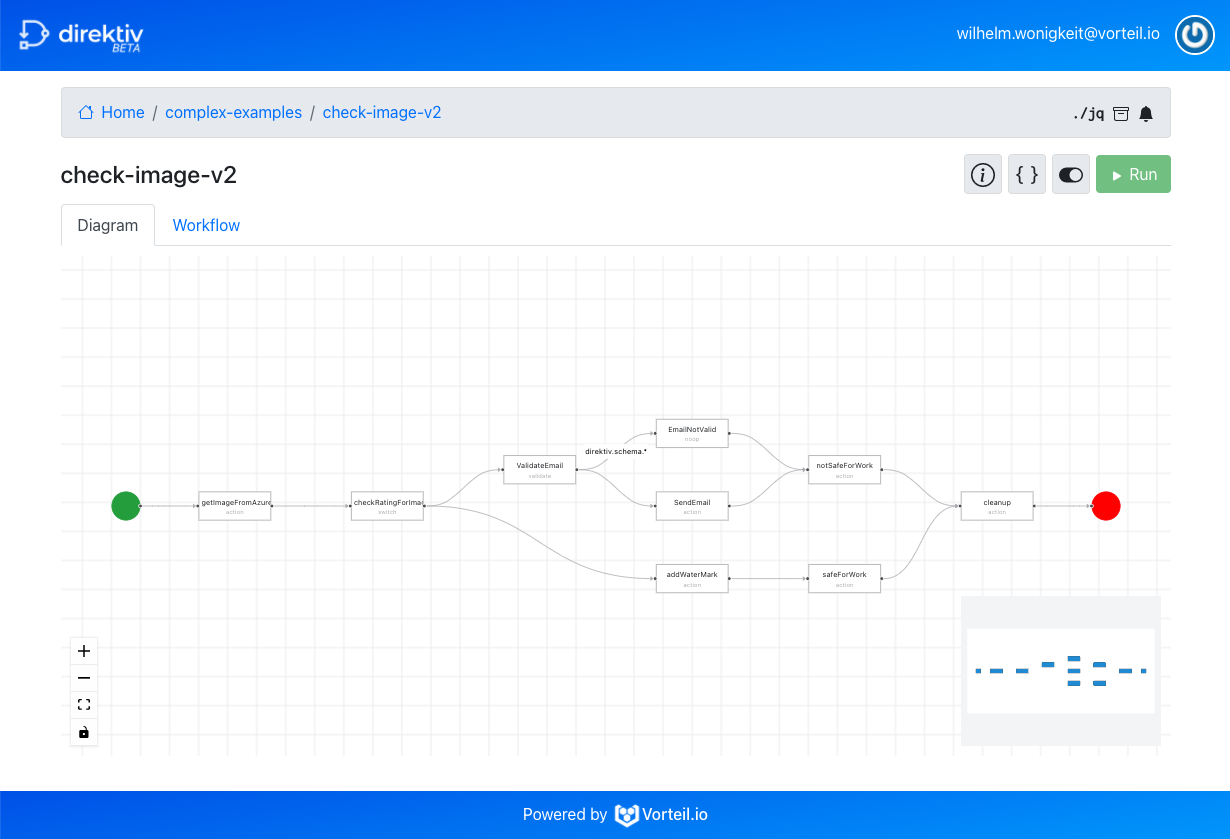 direktiv
BETA
wilhelm.wonigkeit@vorteil.io
Home / complex-examples / check-image-v2
./jq
check-image-v2
i
{ }
Run
Diagram
Workflow
EmailNotValid
noop
direktiv.schema.*
ValidateEmail
validate
notSafeForWork
action
getImageFromAzure
action
checkRatingForImag
switch
SendEmail
action
cleanup
action
addWaterMark
action
safeForWork
action
Powered by Vorteil.io